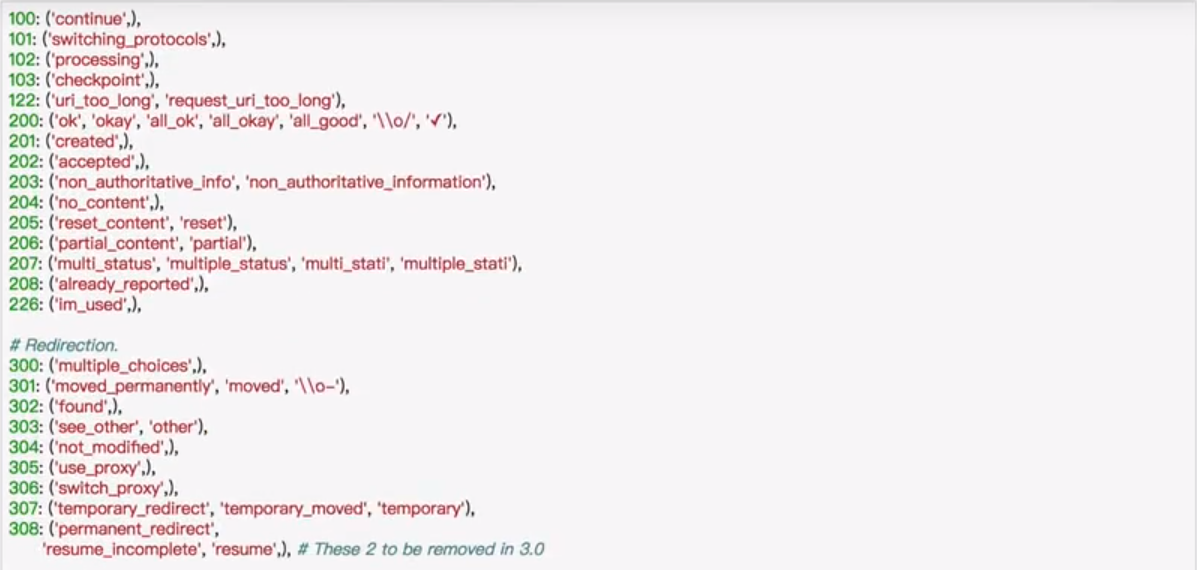 100: ('continue',),
101: ('switching_protocols',),
102: ('processing',),
103: ('checkpoint',),
122: ('uri_too_long', 'request_uri_too_long'),
200: ('ok', 'okay', 'all_ok', 'all_okay', 'all_good', '\\o/', '✓'),
201: ('created',),
202: ('accepted',),
203: ('non_authoritative_info', 'non_authoritative_information'),
204: ('no_content',),
205: ('reset_content', 'reset'),
206: ('partial_content', 'partial'),
207: ('multi_status', 'multiple_status', 'multi_stati', 'multiple_stati'),
208: ('already_reported',),
226: ('im_used',),
# Redirection.
300: ('multiple_choices',),
301: ('moved_permanently', 'moved', '\\o-'),
302: ('found',),
303: ('see_other', 'other'),
304: ('not_modified',),
305: ('use_proxy',),
306: ('switch_proxy',),
307: ('temporary_redirect', 'temporary_moved', 'temporary'),
308: ('permanent_redirect',
'resume_incomplete', 'resume',), # These 2 to be removed in 3.0